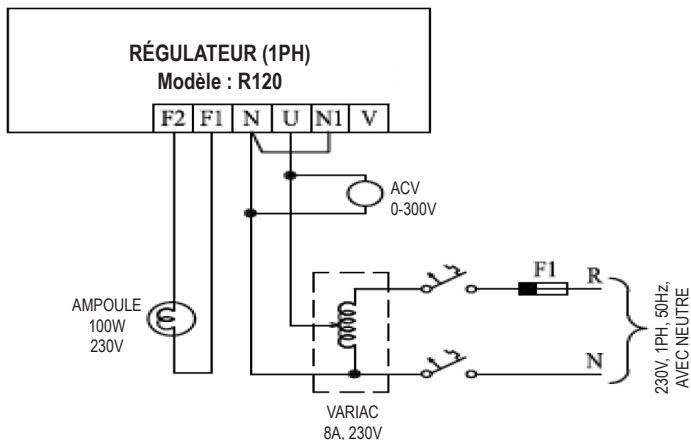 RÉGULATEUR (1PH)
Modèle : R120
F2 F1 N U N1 V
ACV
0-300V
F1
R
AMPOULE
100W
230V
N
230V, 1PH, 50Hz,
AVEC NEUTRE
VARIAC
8A, 230V